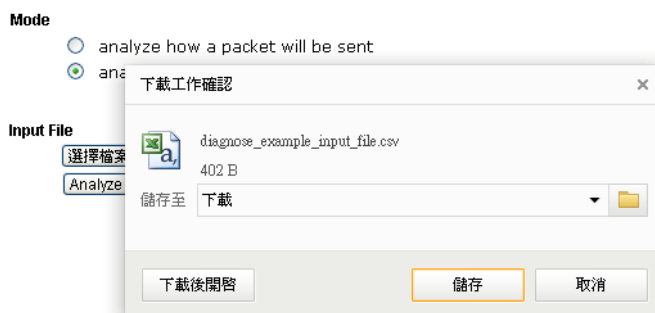 Mode
analyze how a packet will be sent
ana
下載工作確認
Input File
選擇檔案
Analyze
diagnose_example_input_file.csv
402 B
儲存至
下載
下載後開啓
儲存
取消